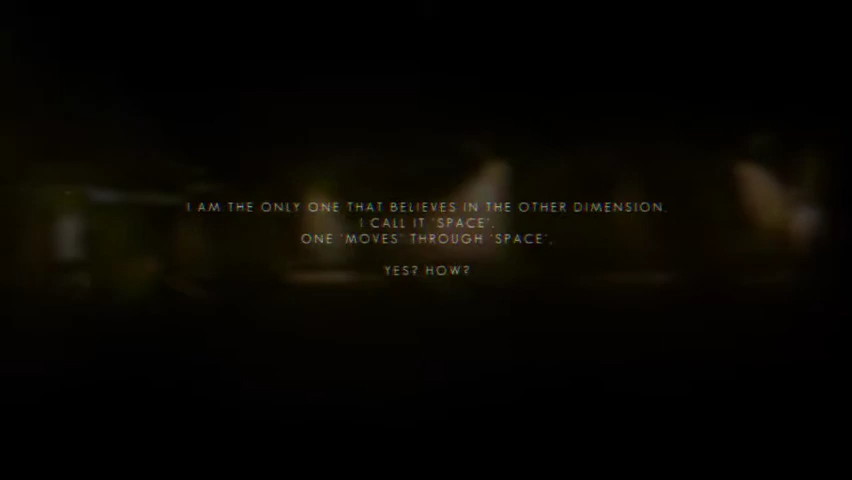 I AM THE ONLY ONE THAT BELIEVES IN THE OTHER DIMENSION.
I CALL IT 'SPACE'.
ONE 'MOVES' THROUGH 'SPACE'.
YES? HOW?